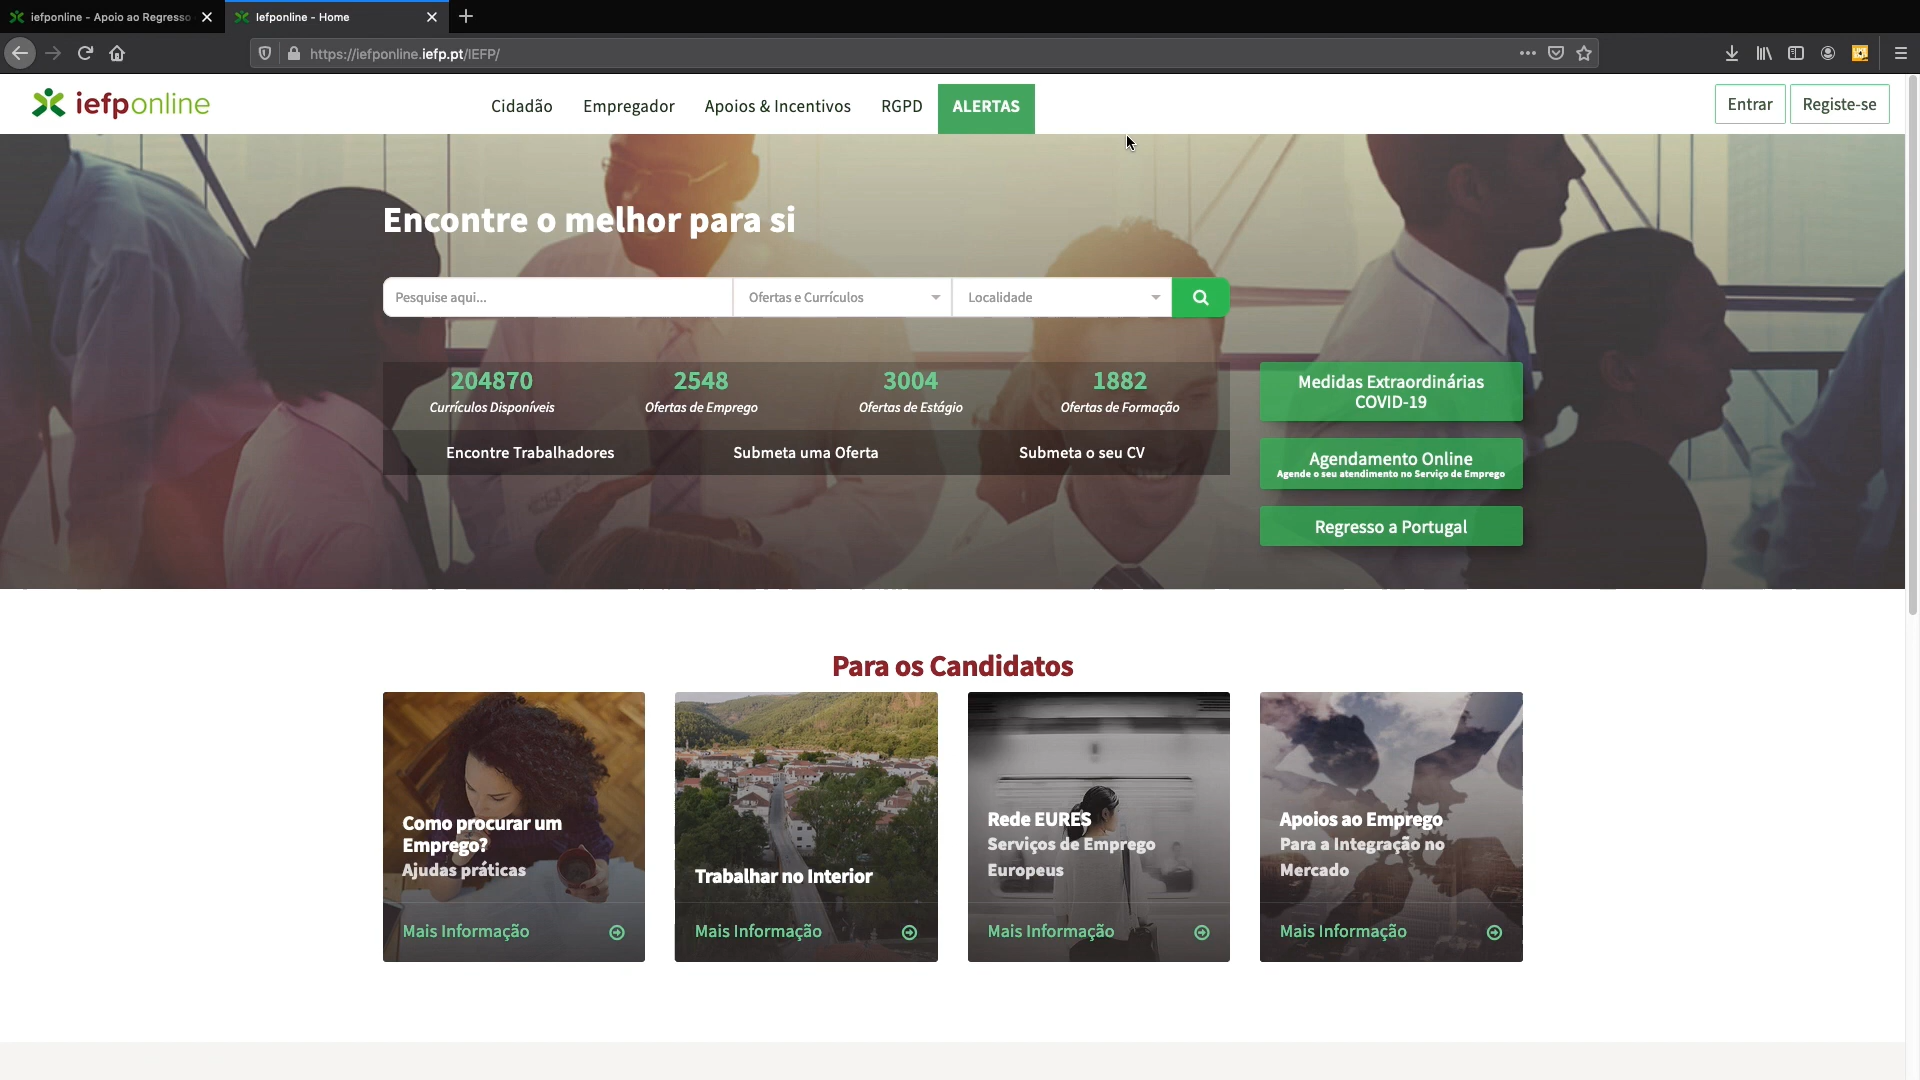 iefponline - Apoio ao Regresso
Iefponline - Home
https://iefponline.iefp.pt/IEFP/
iefponline
Cidadão
Empregador
Apoios & Incentivos
RGPD
ALERTAS
Entrar
Registe-se
Encontre o melhor para si
Pesquise aqui...
Ofertas e Currículos
Localidade
204870
Currículos Disponíveis
2548
Ofertas de Emprego
3004
Ofertas de Estágio
1882
Ofertas de Formação
Encontre Trabalhadores
Submeta uma Oferta
Submeta o seu CV
Medidas Extraordinárias
COVID-19
Agendamento Online
Agende o seu atendimento no Serviço de Emprego
Regresso a Portugal
Para os Candidatos
Como procurar um
Emprego?
Ajudas práticas
Mais Informação
Trabalhar no Interior
Mais Informação
Rede EURES
Serviços de Emprego
Europeus
Mais Informação
Apoios ao Emprego
Para a Integração no
Mercado
Mais Informação